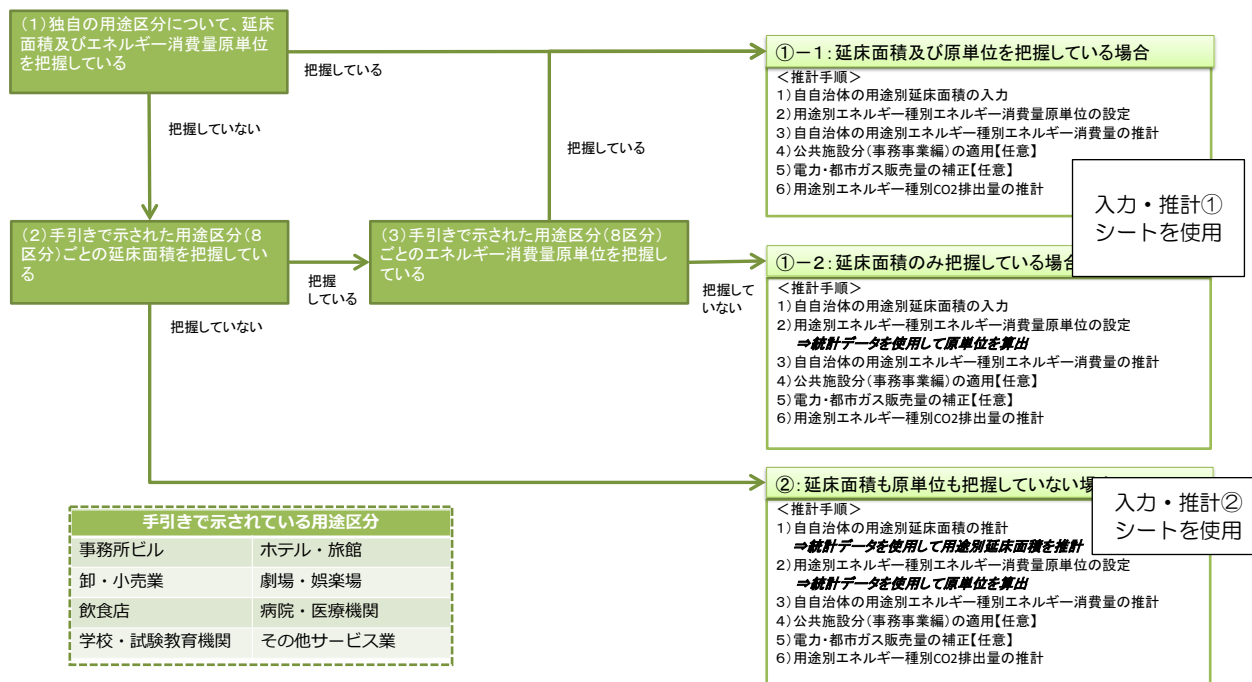 (1)独自の用途区分について、延床
面積及びエネルギー消費量原単位
を把握している
把握している
把握していない
把握している
①-1:延床面積及び原単位を把握している場合
<推計手順>
1)自自治体の用途別延床面積の入力
2)用途別エネルギー種別エネルギー消費量原単位の設定
3)自自治体の用途別エネルギー種別エネルギー消費量の推計
4)公共施設分(事務事業編)の適用【任意】
5)電力・都市ガス販売量の補正【任意】
6)用途別エネルギー種別CO2排出量の推計
入力・推計①
シートを使用
(2)手引きで示された用途区分(8
区分)ごとの延床面積を把握してい
る
把握
している
(3)手引きで示された用途区分(8区分)
ごとのエネルギー消費量原単位を把握し
ている
把握して
いない
把握していない
①-2:延床面積のみ把握している場合
<推計手順>
1)自自治体の用途別延床面積の入力
2)用途別エネルギー種別エネルギー消費量原単位の設定
⇒統計データを使用して原単位を算出
3)自自治体の用途別エネルギー種別エネルギー消費量の推計
4)公共施設分(事務事業編)の適用【任意】
5)電力・都市ガス販売量の補正【任意】
6)用途別エネルギー種別CO2排出量の推計
②:延床面積も原単位も把握していない場
<推計手順>
1)自自治体の用途別延床面積の推計
⇒統計データを使用して用途別延床面積を推計
2)用途別エネルギー種別エネルギー消費量原単位の設定
⇒統計データを使用して原単位を算出
3)自自治体の用途別エネルギー種別エネルギー消費量の推計
4)公共施設分(事務事業編)の適用【任意】
5)電力・都市ガス販売量の補正【任意】
6)用途別エネルギー種別CO2排出量の推計
入力・推計②
シートを使用
手引きで示されている用途区分
事務所ビル ホテル・旅館
卸・小売業 劇場・娯楽場
飲食店 病院・医療機関
学校・試験教育機関 その他サービス業